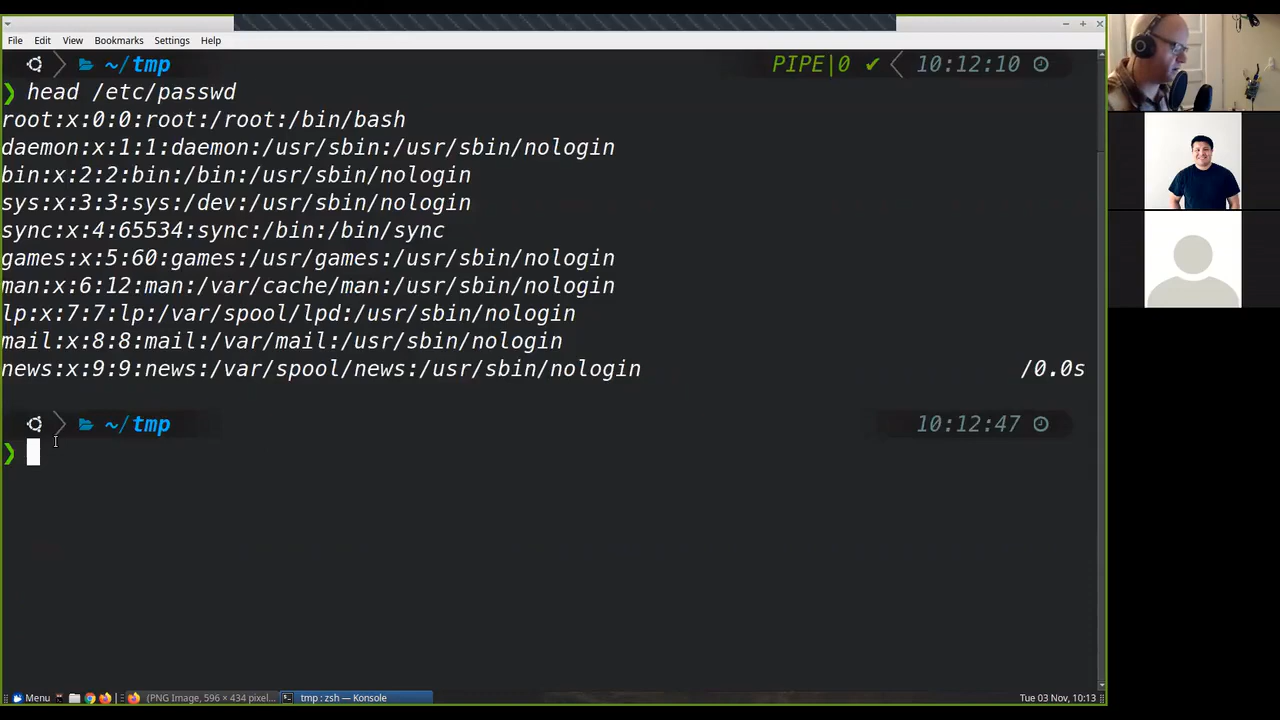 File Edit View Bookmarks Settings Help
~/tmp PIPE|0 ✔ 10:12:10
❯ head /etc/passwd
root:x:0:0:root:/root:/bin/bash
daemon:x:1:1:daemon:/usr/sbin:/usr/sbin/nologin
bin:x:2:2:bin:/bin:/usr/sbin/nologin
sys:x:3:3:sys:/dev:/usr/sbin/nologin
sync:x:4:65534:sync:/bin:/bin/sync
games:x:5:60:games:/usr/games:/usr/sbin/nologin
man:x:6:12:man:/var/cache/man:/usr/sbin/nologin
lp:x:7:7:lp:/var/spool/lpd:/usr/sbin/nologin
mail:x:8:8:mail:/var/mail:/usr/sbin/nologin
news:x:9:9:news:/var/spool/news:/usr/sbin/nologin /0.0s
~/tmp 10:12:47
❯
Menu (PNG Image, 596 × 434 pixel... tmp : zsh — Konsole Tue 03 Nov, 10:13